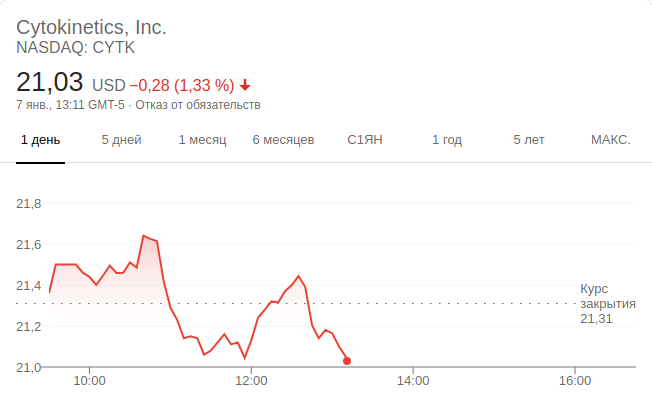 Cytokinetics, Inc.
NASDAQ: CYTK
21,03 USD −0,28 (1,33 %)
7 янв., 13:11 GMT-5 · Отказ от обязательств
1 день 5 дней 1 месяц 6 месяцев С1ЯН 1 год 5 лет МАКС.
21,8
21,6
21,4
21,2
21,0
Курс
закрытия
21,31
10:00 12:00 14:00 16:00